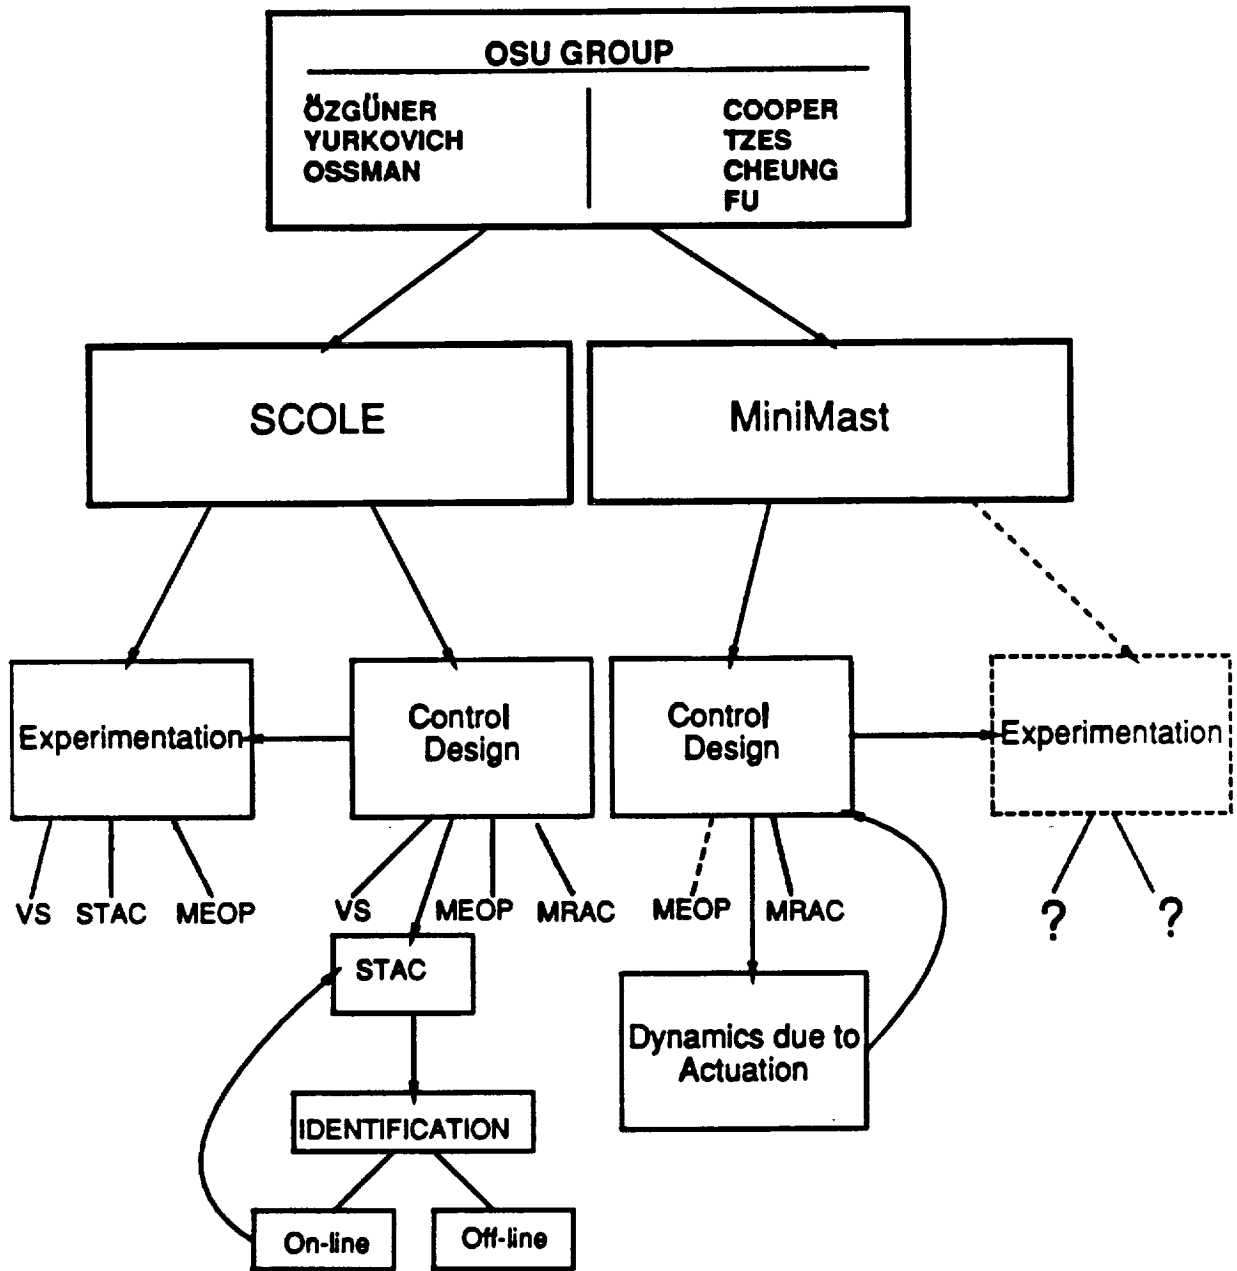 OSU GROUP
ÖZGÜNER
YURKOVICH
OSSMAN
COOPER
TZES
CHEUNG
FU
SCOLE
MiniMast
Experimentation
Control
Design
Control
Design
Experimentation
VS
STAC
MEOP
VS
MEOP
MRAC
MEOP
MRAC
?
?
STAC
Dynamics due to
Actuation
IDENTIFICATION
On-line
Off-line